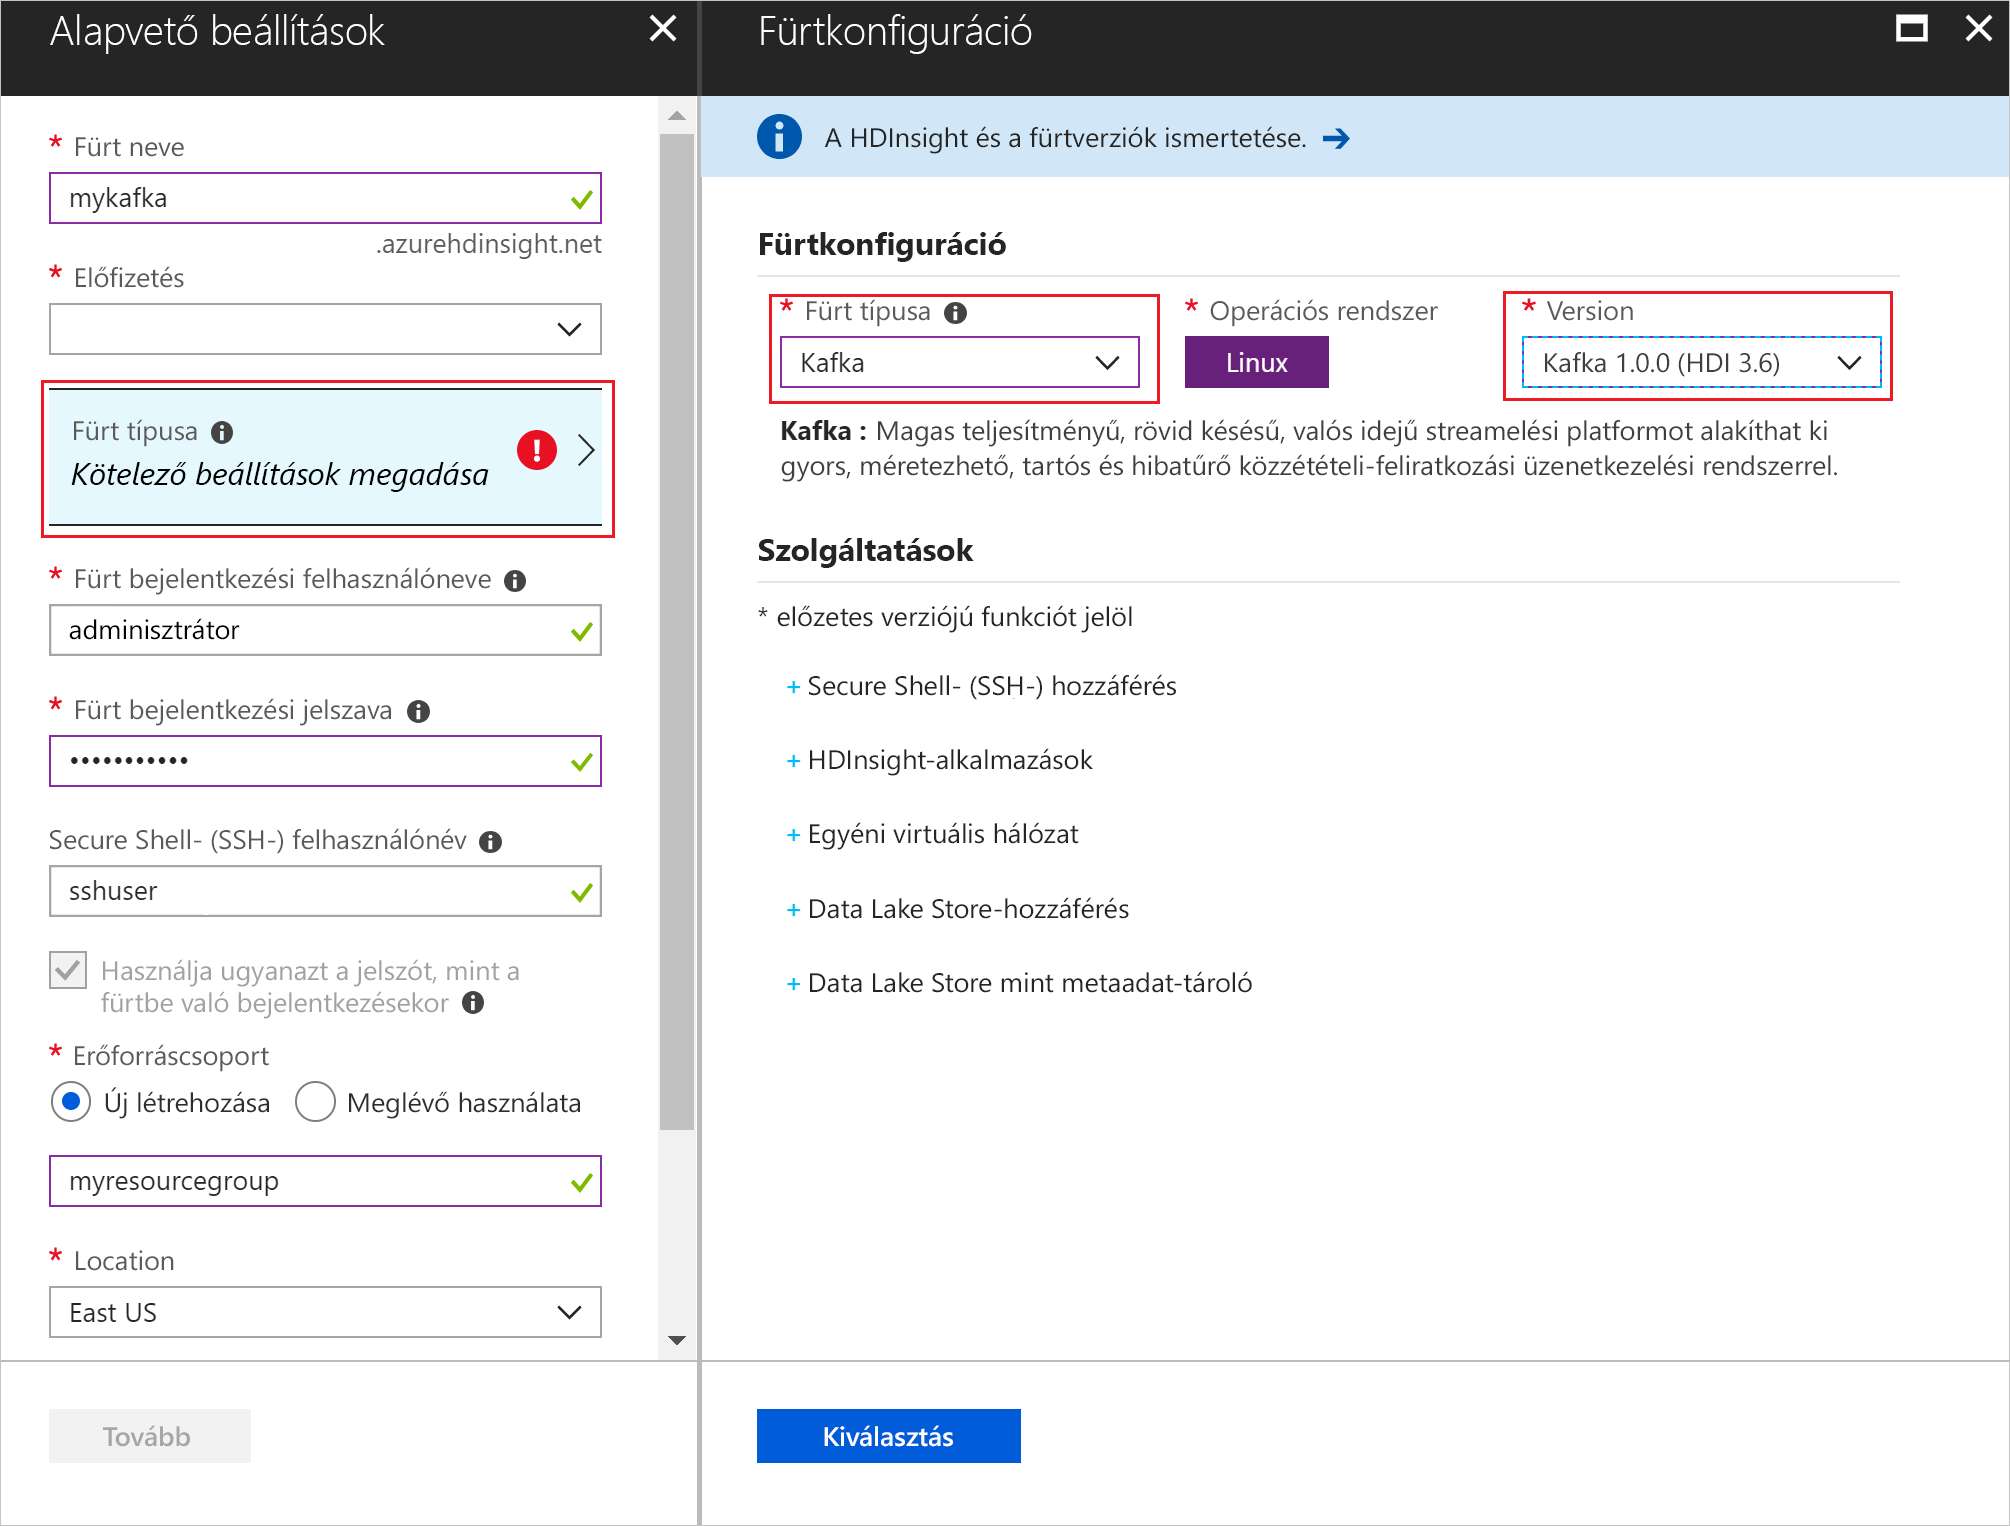 Alapvető beállítások
* Fürt neve
mykafka
.azurehdinsight.net
* Előfizetés
Fürt típusa
Kötelező beállítások megadása
* Fürt bejelentkezési felhasználóneve
adminisztrátor
* Fürt bejelentkezési jelszava
•••••••••••
Secure Shell- (SSH-) felhasználónév
sshuser
Használja ugyanazt a jelszót, mint a
fürtbe való bejelentkezésekor
* Erőforráscsoport
Új létrehozása
Meglévő használata
myresourcegroup
* Location
East US
Tovább
Fürtkonfiguráció
A HDInsight és a fürtverziók ismertetése. →
Fürtkonfiguráció
* Fürt típusa
Kafka
* Operációs rendszer
Linux
* Version
Kafka 1.0.0 (HDI 3.6)
Kafka : Magas teljesítményű, rövid késésű, valós idejű streamelési platformot alakíthat ki
gyors, méretezhető, tartós és hibatűrő közzétételi-feliratkozási üzenetkezelési rendszerrel.
Szolgáltatások
* előzetes verziójú funkciót jelöl
+ Secure Shell- (SSH-) hozzáférés
+ HDInsight-alkalmazások
+ Egyéni virtuális hálózat
+ Data Lake Store-hozzáférés
+ Data Lake Store mint metaadat-tároló
Kiválasztás